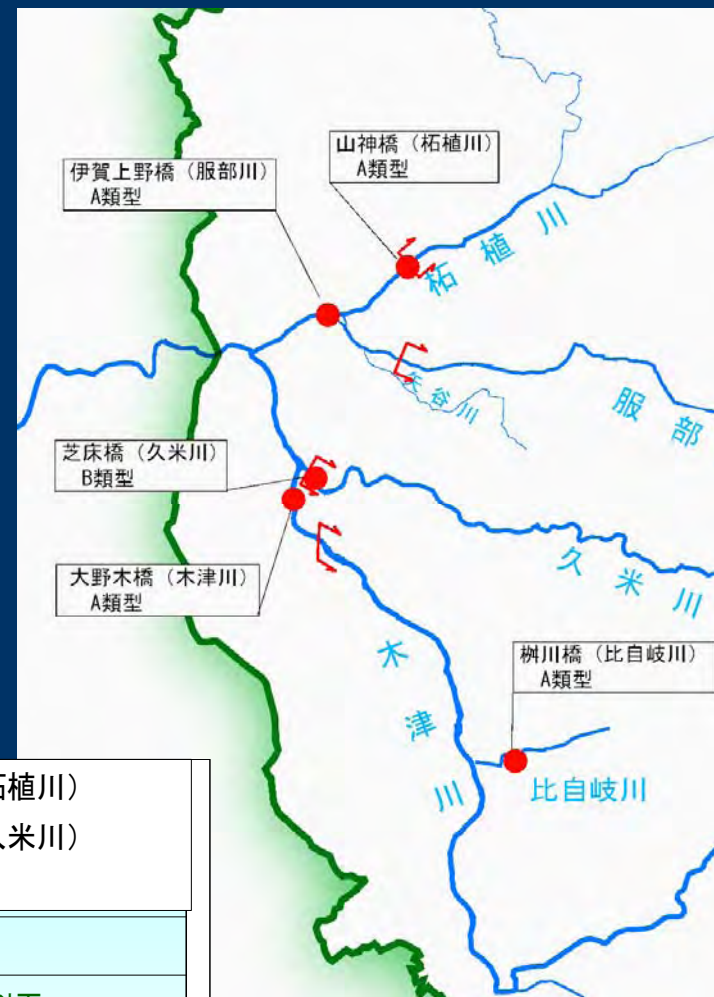 山神橋（柘植川）
A類型
伊賀上野橋（服部川）
A類型
柘植川
矢谷川
服部
芝床橋（久米川）
B類型
大野木橋（木津川）
A類型
久米川
木津川
桝川橋（比自岐川）
A類型
比自岐川
植川）
米川）